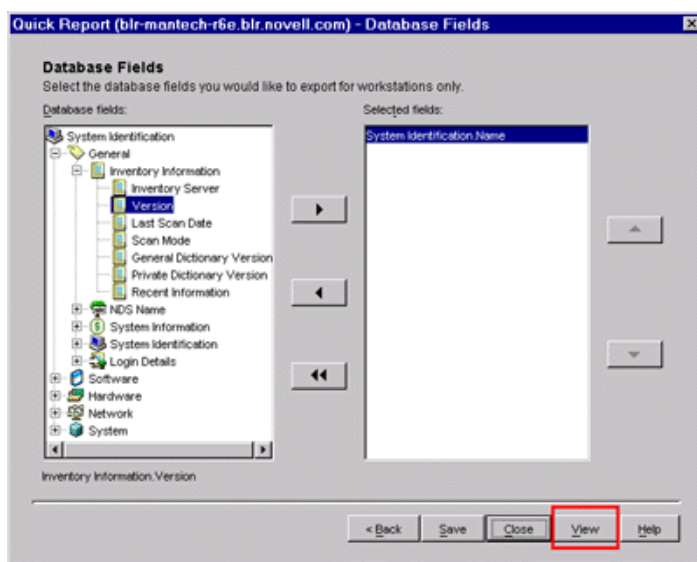 Quick Report (blr-mantech-r6e.blr.novell.com) - Database Fields
Database Fields
Select the database fields you would like to export for workstations only.
Database fields:
System Identification
General
Inventory Information
Inventory Server
Version
Last Scan Date
Scan Mode
General Dictionary Version
Private Dictionary Version
Recent Information
NDS Name
System Information
System Identification
Login Details
Software
Hardware
Network
System
Inventory Information.Version
Selected fields:
System Identification.Name
< Back
Save
Close
View
Help